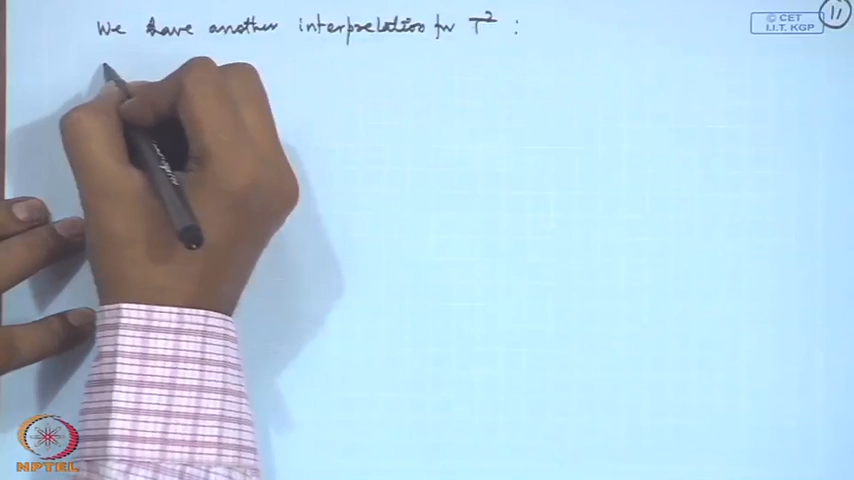 We have another interpretation for T² :
© CET
I.I.T. KGP
11
NPTEL